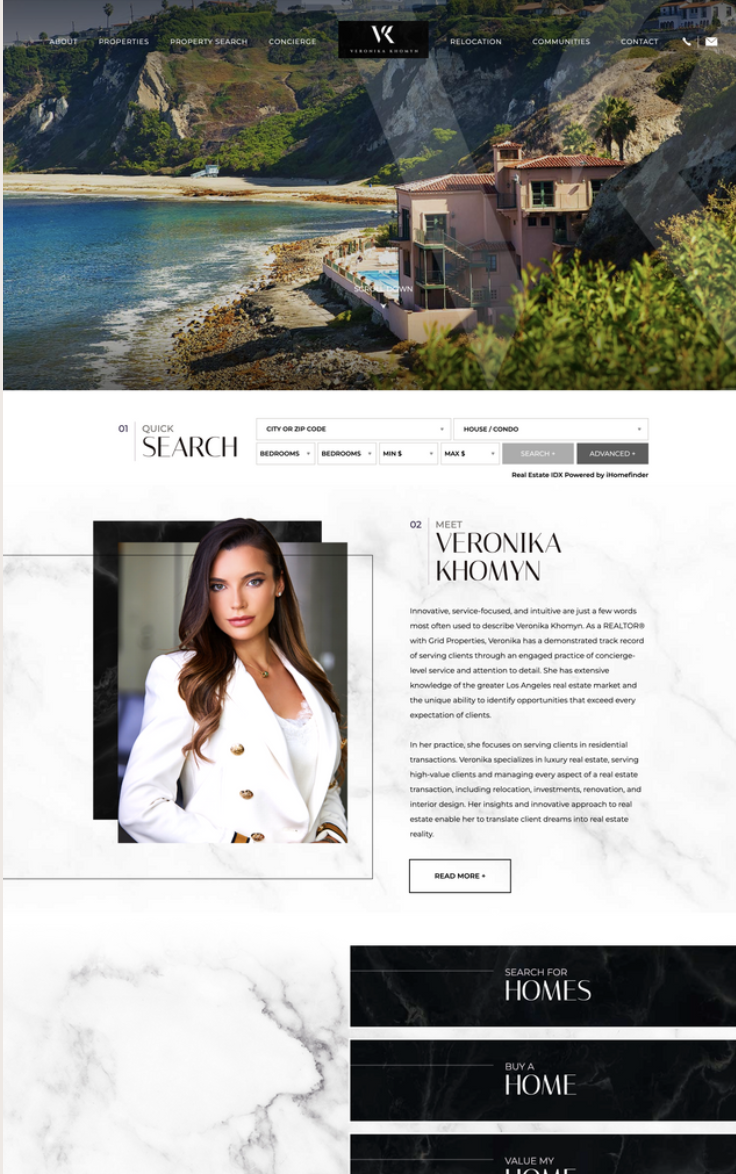 ABOUT PROPERTIES PROPERTY SEARCH CONCIERGE VK RELOCATION COMMUNITIES CONTACT
VERONIKA KHOMYN
SCROLL DOWN
01 QUICK
SEARCH
CITY OR ZIP CODE HOUSE / CONDO
BEDROOMS BEDROOMS MIN $ MAX $ SEARCH + ADVANCED +
Real Estate IDX Powered by iHomefinder
02 MEET
VERONIKA
KHOMYN
Innovative, service-focused, and intuitive are just a few words
most often used to describe Veronika Khomyn. As a REALTOR®
with Grid Properties, Veronika has a demonstrated track record
of serving clients through an engaged practice of concierge-
level service and attention to detail. She has extensive
knowledge of the greater Los Angeles real estate market and
the unique ability to identify opportunities that exceed every
expectation of clients.
In her practice, she focuses on serving clients in residential
transactions. Veronika specializes in luxury real estate, serving
high-value clients and managing every aspect of a real estate
transaction, including relocation, investments, renovation, and
interior design. Her insights and innovative approach to real
estate enable her to translate client dreams into real estate
reality.
READ MORE +
SEARCH FOR
HOMES
BUY A
HOME
VALUE MY
HOME